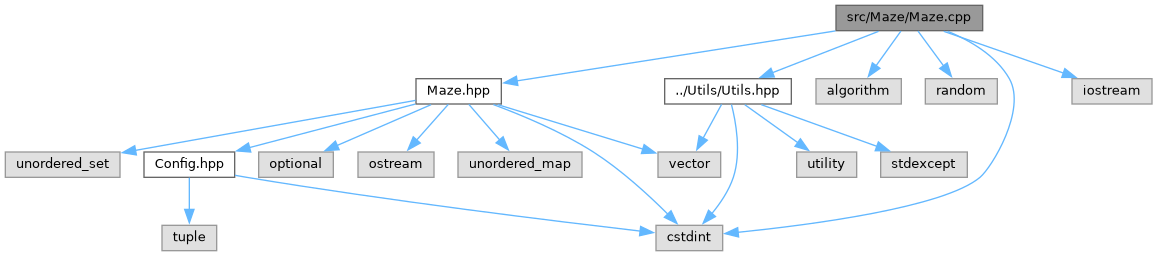 src/Maze/Maze.cpp
Maze.hpp
../Utils/Utils.hpp
algorithm
random
iostream
unordered_set
Config.hpp
optional
ostream
unordered_map
vector
utility
stdexcept
tuple
cstdint